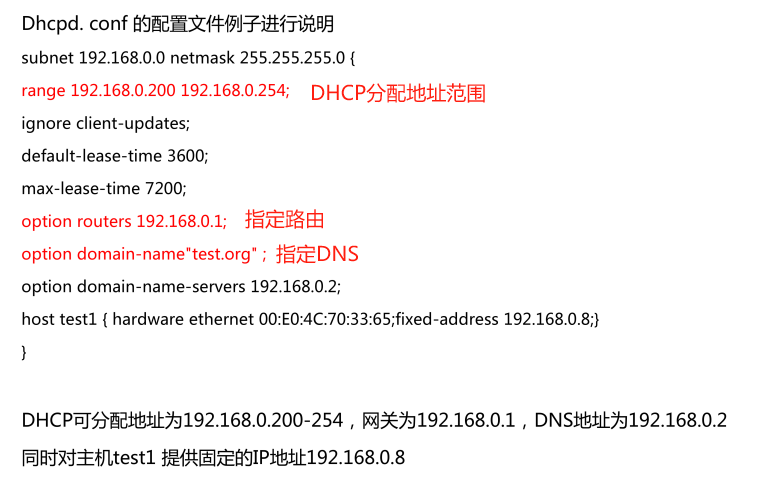 Dhcpd. conf 的配置文件例子进行说明
subnet 192.168.0.0 netmask 255.255.255.0 {
range 192.168.0.200 192.168.0.254; DHCP分配地址范围
ignore client-updates;
default-lease-time 3600;
max-lease-time 7200;
option routers 192.168.0.1; 指定路由
option domain-name"test.org" ; 指定DNS
option domain-name-servers 192.168.0.2;
host test1 { hardware ethernet 00:E0:4C:70:33:65;fixed-address 192.168.0.8;}
}
DHCP可分配地址为192.168.0.200-254，网关为192.168.0.1，DNS地址为192.168.0.2
同时对主机test1 提供固定的IP地址192.168.0.8